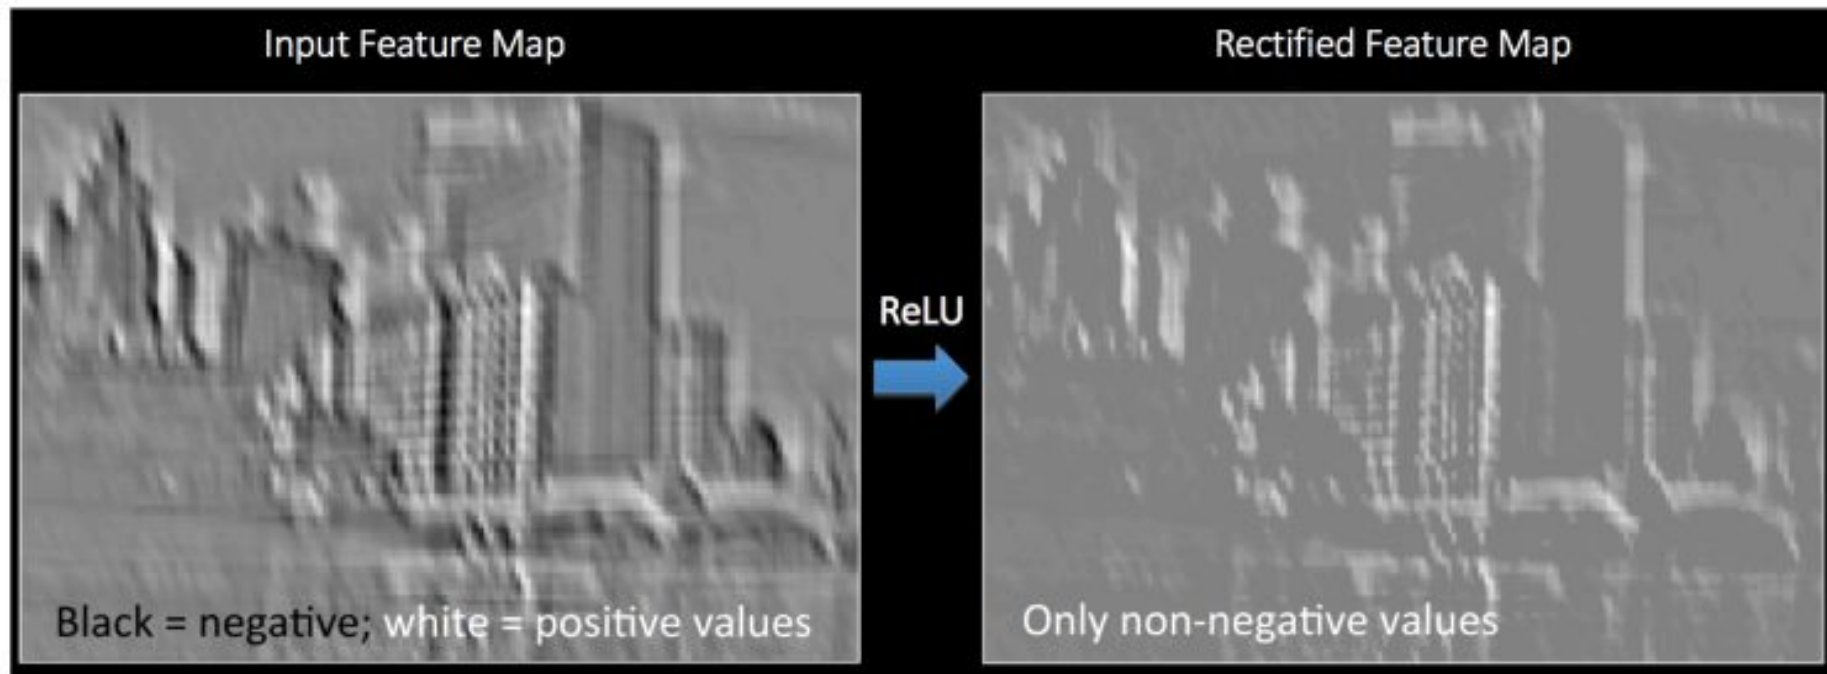 Input Feature Map
Rectified Feature Map
ReLU
Black = negative; white = positive values
Only non-negative values